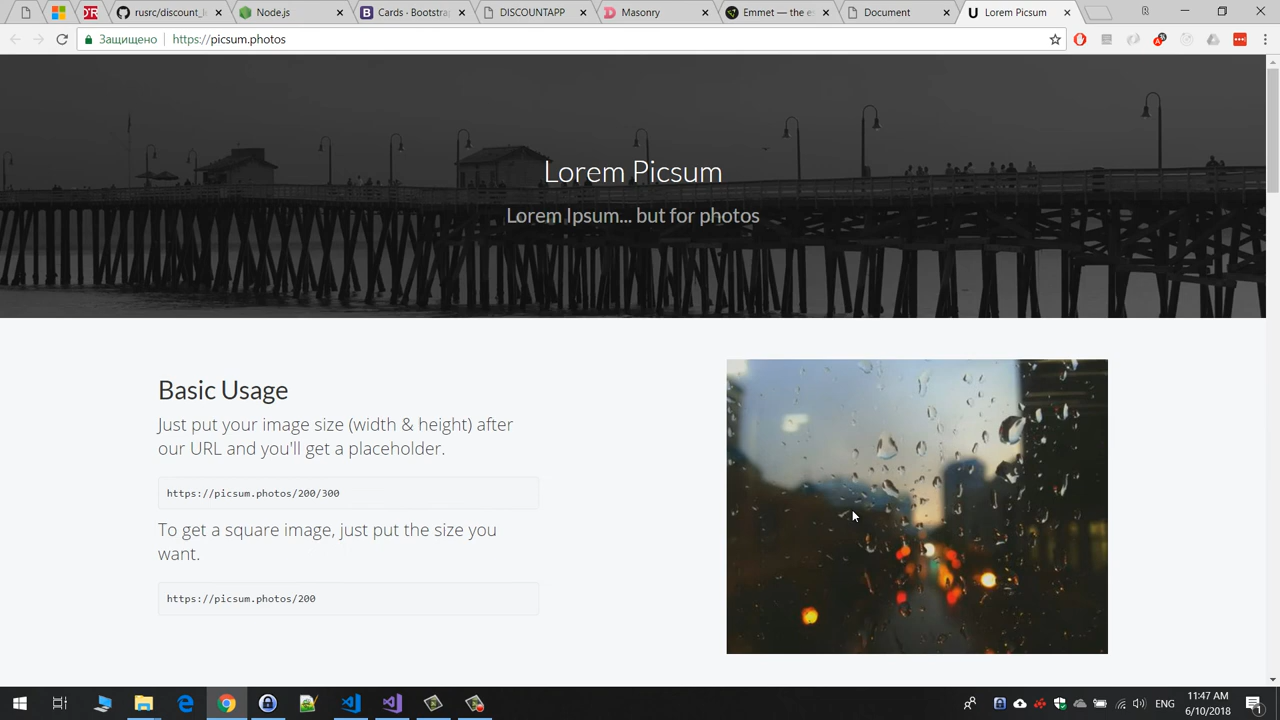 rusrc/discount_l
Node.js
Cards · Bootstrap
DISCOUNTAPP
Masonry
Emmet — the e
Document
Lorem Picsum
Защищено
https://picsum.photos
Lorem Picsum
Lorem Ipsum... but for photos
Basic Usage
Just put your image size (width & height) after
our URL and you'll get a placeholder.
https://picsum.photos/200/300
To get a square image, just put the size you
want.
https://picsum.photos/200
ENG
11:47 AM
6/10/2018